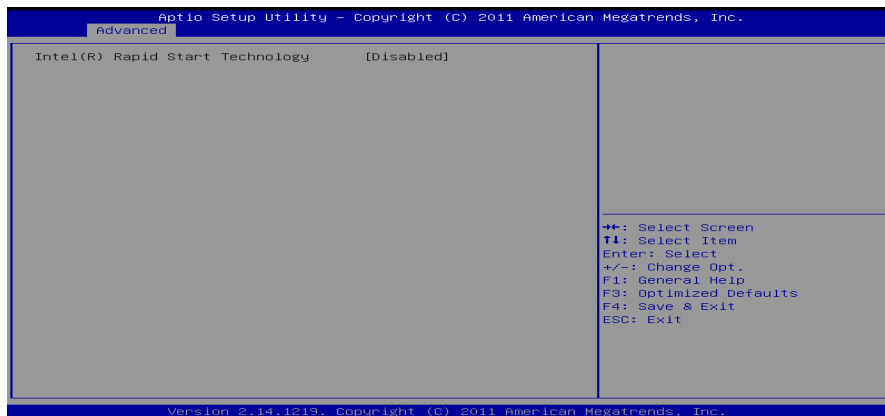 Aptio Setup Utility – Copyright (C) 2011 American Megatrends, Inc.
Advanced
Intel(R) Rapid Start Technology [Disabled]
→←: Select Screen
↑↓: Select Item
Enter: Select
+/-: Change Opt.
F1: General Help
F3: Optimized Defaults
F4: Save & Exit
ESC: Exit
Version 2.14.1219. Copyright (C) 2011 American Megatrends, Inc.